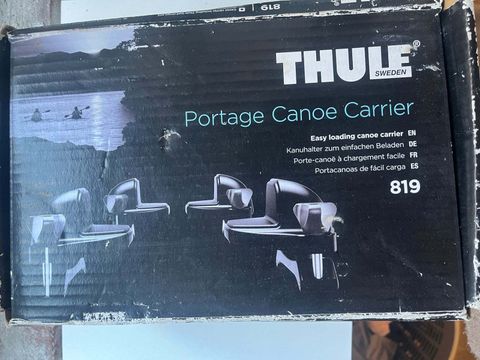 819
THULE®
SWEDEN
Portage Canoe Carrier
Easy loading canoe carrier EN
Kanuhalter zum einfachen Beladen DE
Porte-canoë à chargement facile FR
Portacanoas de fácil carga ES
819